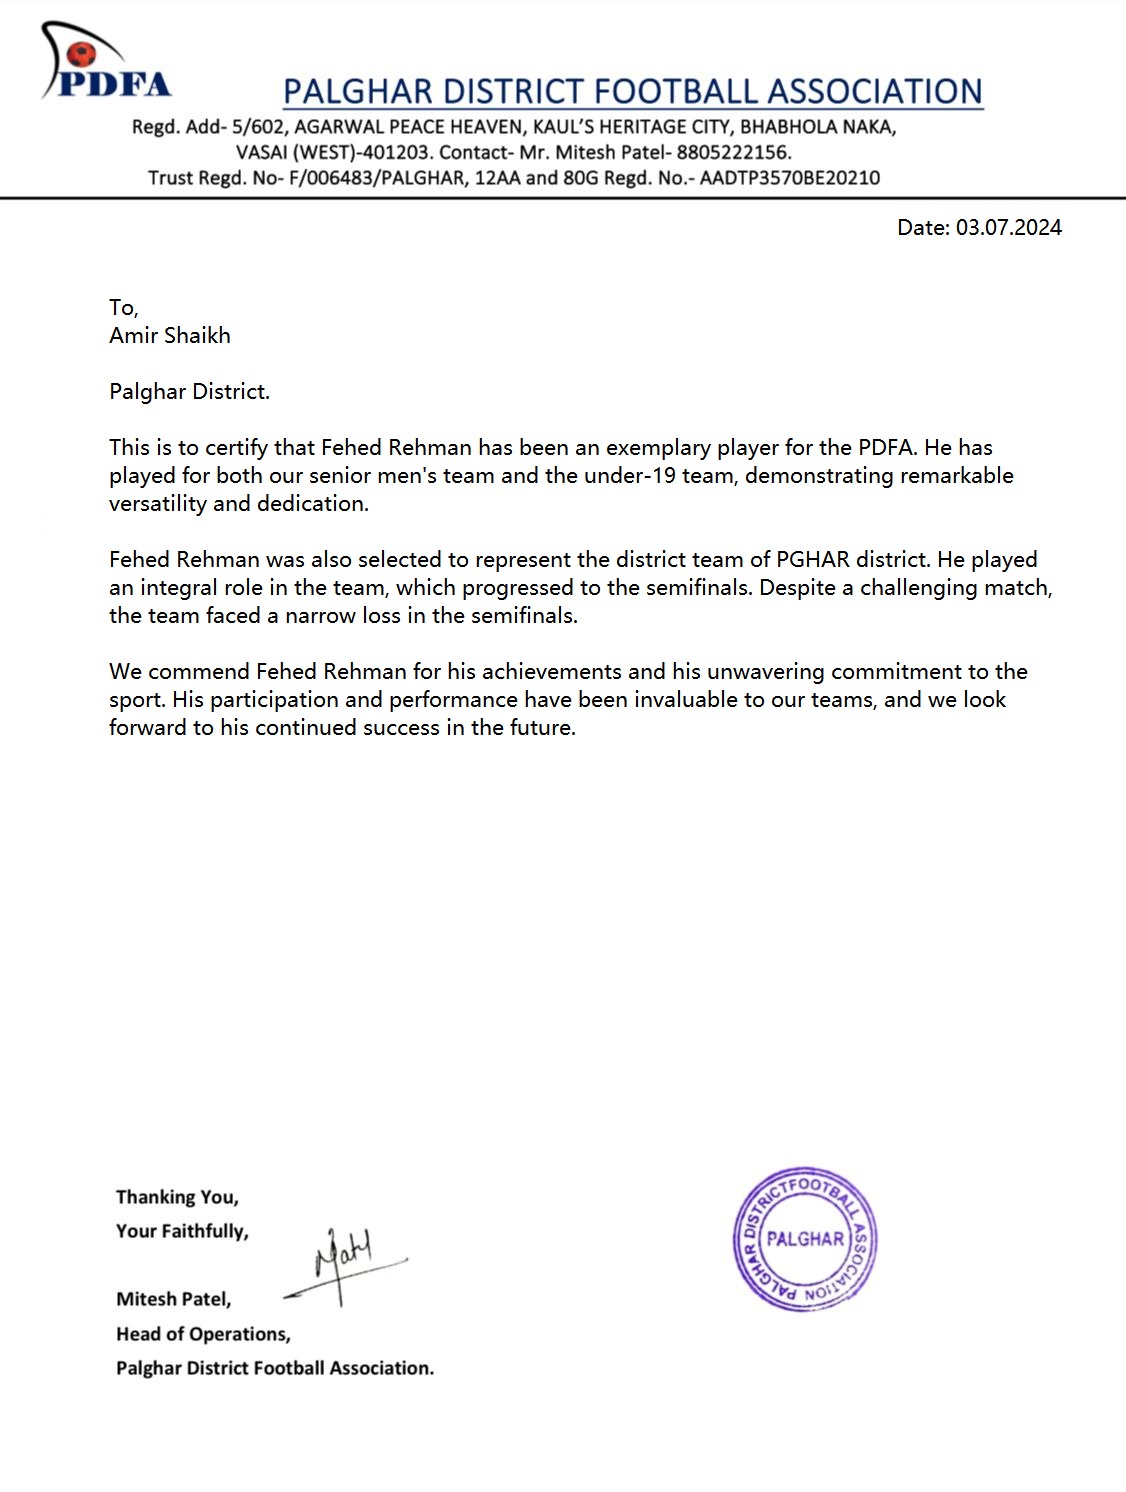 PDFA
PALGHAR DISTRICT FOOTBALL ASSOCIATION
Regd. Add- 5/602, AGARWAL PEACE HEAVEN, KAUL'S HERITAGE CITY, BHABHOLA NAKA,
VASAI (WEST)-401203. Contact- Mr. Mitesh Patel- 8805222156.
Trust Regd. No- F/006483/PALGHAR, 12AA and 80G Regd. No.- AADTP3570BE20210
Date: 03.07.2024
To,
Amir Shaikh
Palghar District.
This is to certify that Fehed Rehman has been an exemplary player for the PDFA. He has
played for both our senior men's team and the under-19 team, demonstrating remarkable
versatility and dedication.
Fehed Rehman was also selected to represent the district team of PGHAR district. He played
an integral role in the team, which progressed to the semifinals. Despite a challenging match,
the team faced a narrow loss in the semifinals.
We commend Fehed Rehman for his achievements and his unwavering commitment to the
sport. His participation and performance have been invaluable to our teams, and we look
forward to his continued success in the future.
Thanking You,
Your Faithfully,
Mitesh Patel,
Head of Operations,
Palghar District Football Association.
PALGHAR DISTRICTFOOTBALL ASSOCIATION PALGHAR
PALGHAR